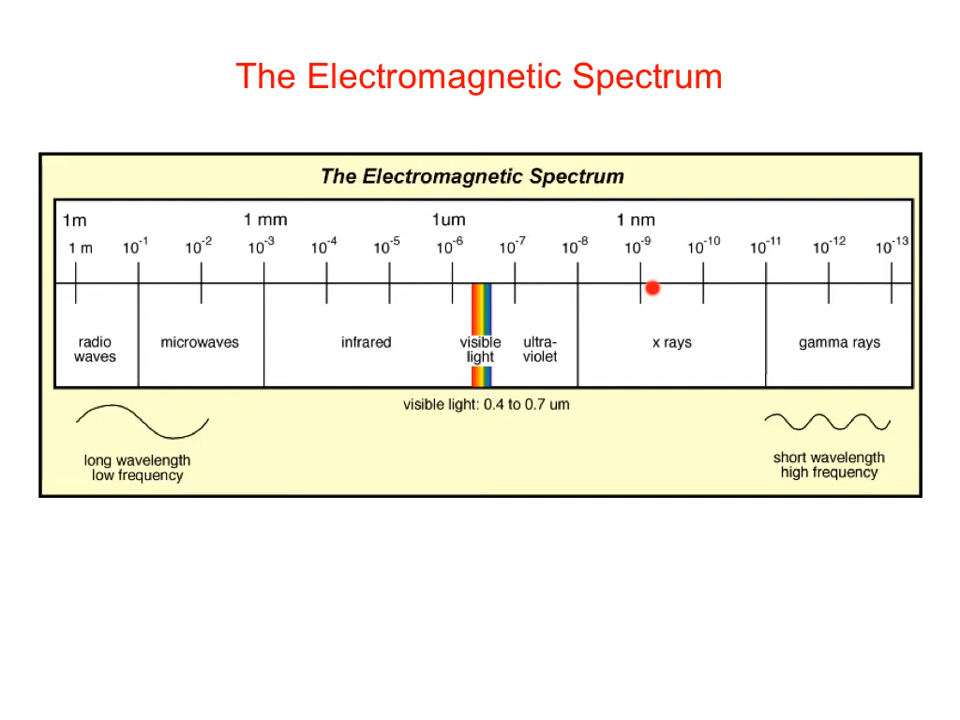 The Electromagnetic Spectrum
The Electromagnetic Spectrum
1m 1 mm 1um 1 nm
1 m 10⁻¹ 10⁻² 10⁻³ 10⁻⁴ 10⁻⁵ 10⁻⁶ 10⁻⁷ 10⁻⁸ 10⁻⁹ 10⁻¹⁰ 10⁻¹¹ 10⁻¹² 10⁻¹³
radio
waves
microwaves
infrared
visible
light
ultra-
violet
x rays
gamma rays
visible light: 0.4 to 0.7 um
long wavelength
low frequency
short wavelength
high frequency